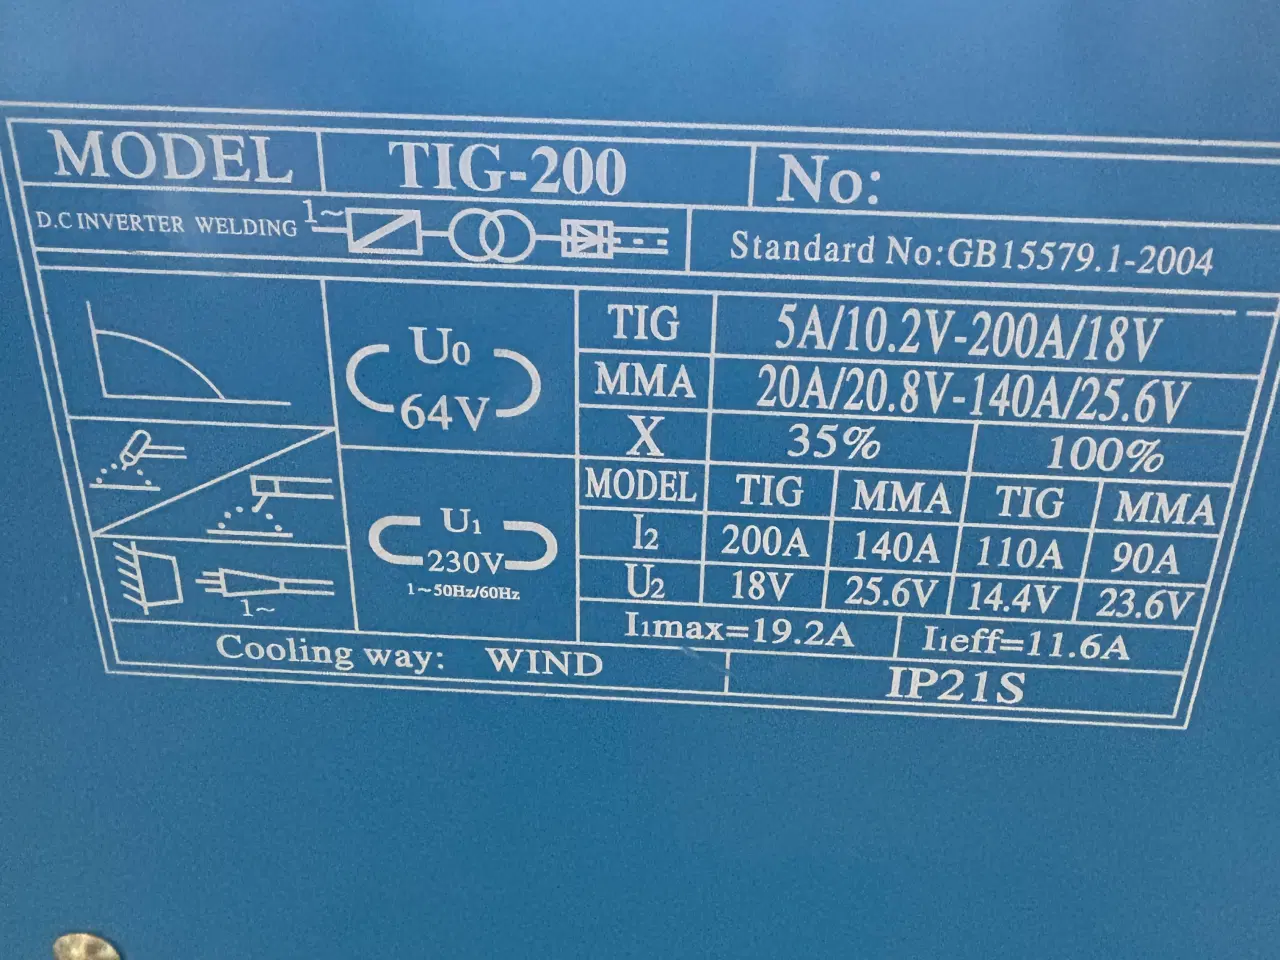 MODEL TIG-200 No:
D.C INVERTER WELDING 1~ Standard No:GB15579.1-2004
U0
64V
TIG 5A/10.2V-200A/18V
MMA 20A/20.8V-140A/25.6V
X 35% 100%
MODEL TIG MMA TIG MMA
I2 200A 140A 110A 90A
U2 18V 25.6V 14.4V 23.6V
U1
230V
1~50Hz/60Hz
1~
I1max=19.2A I1eff=11.6A
Cooling way: WIND IP21S